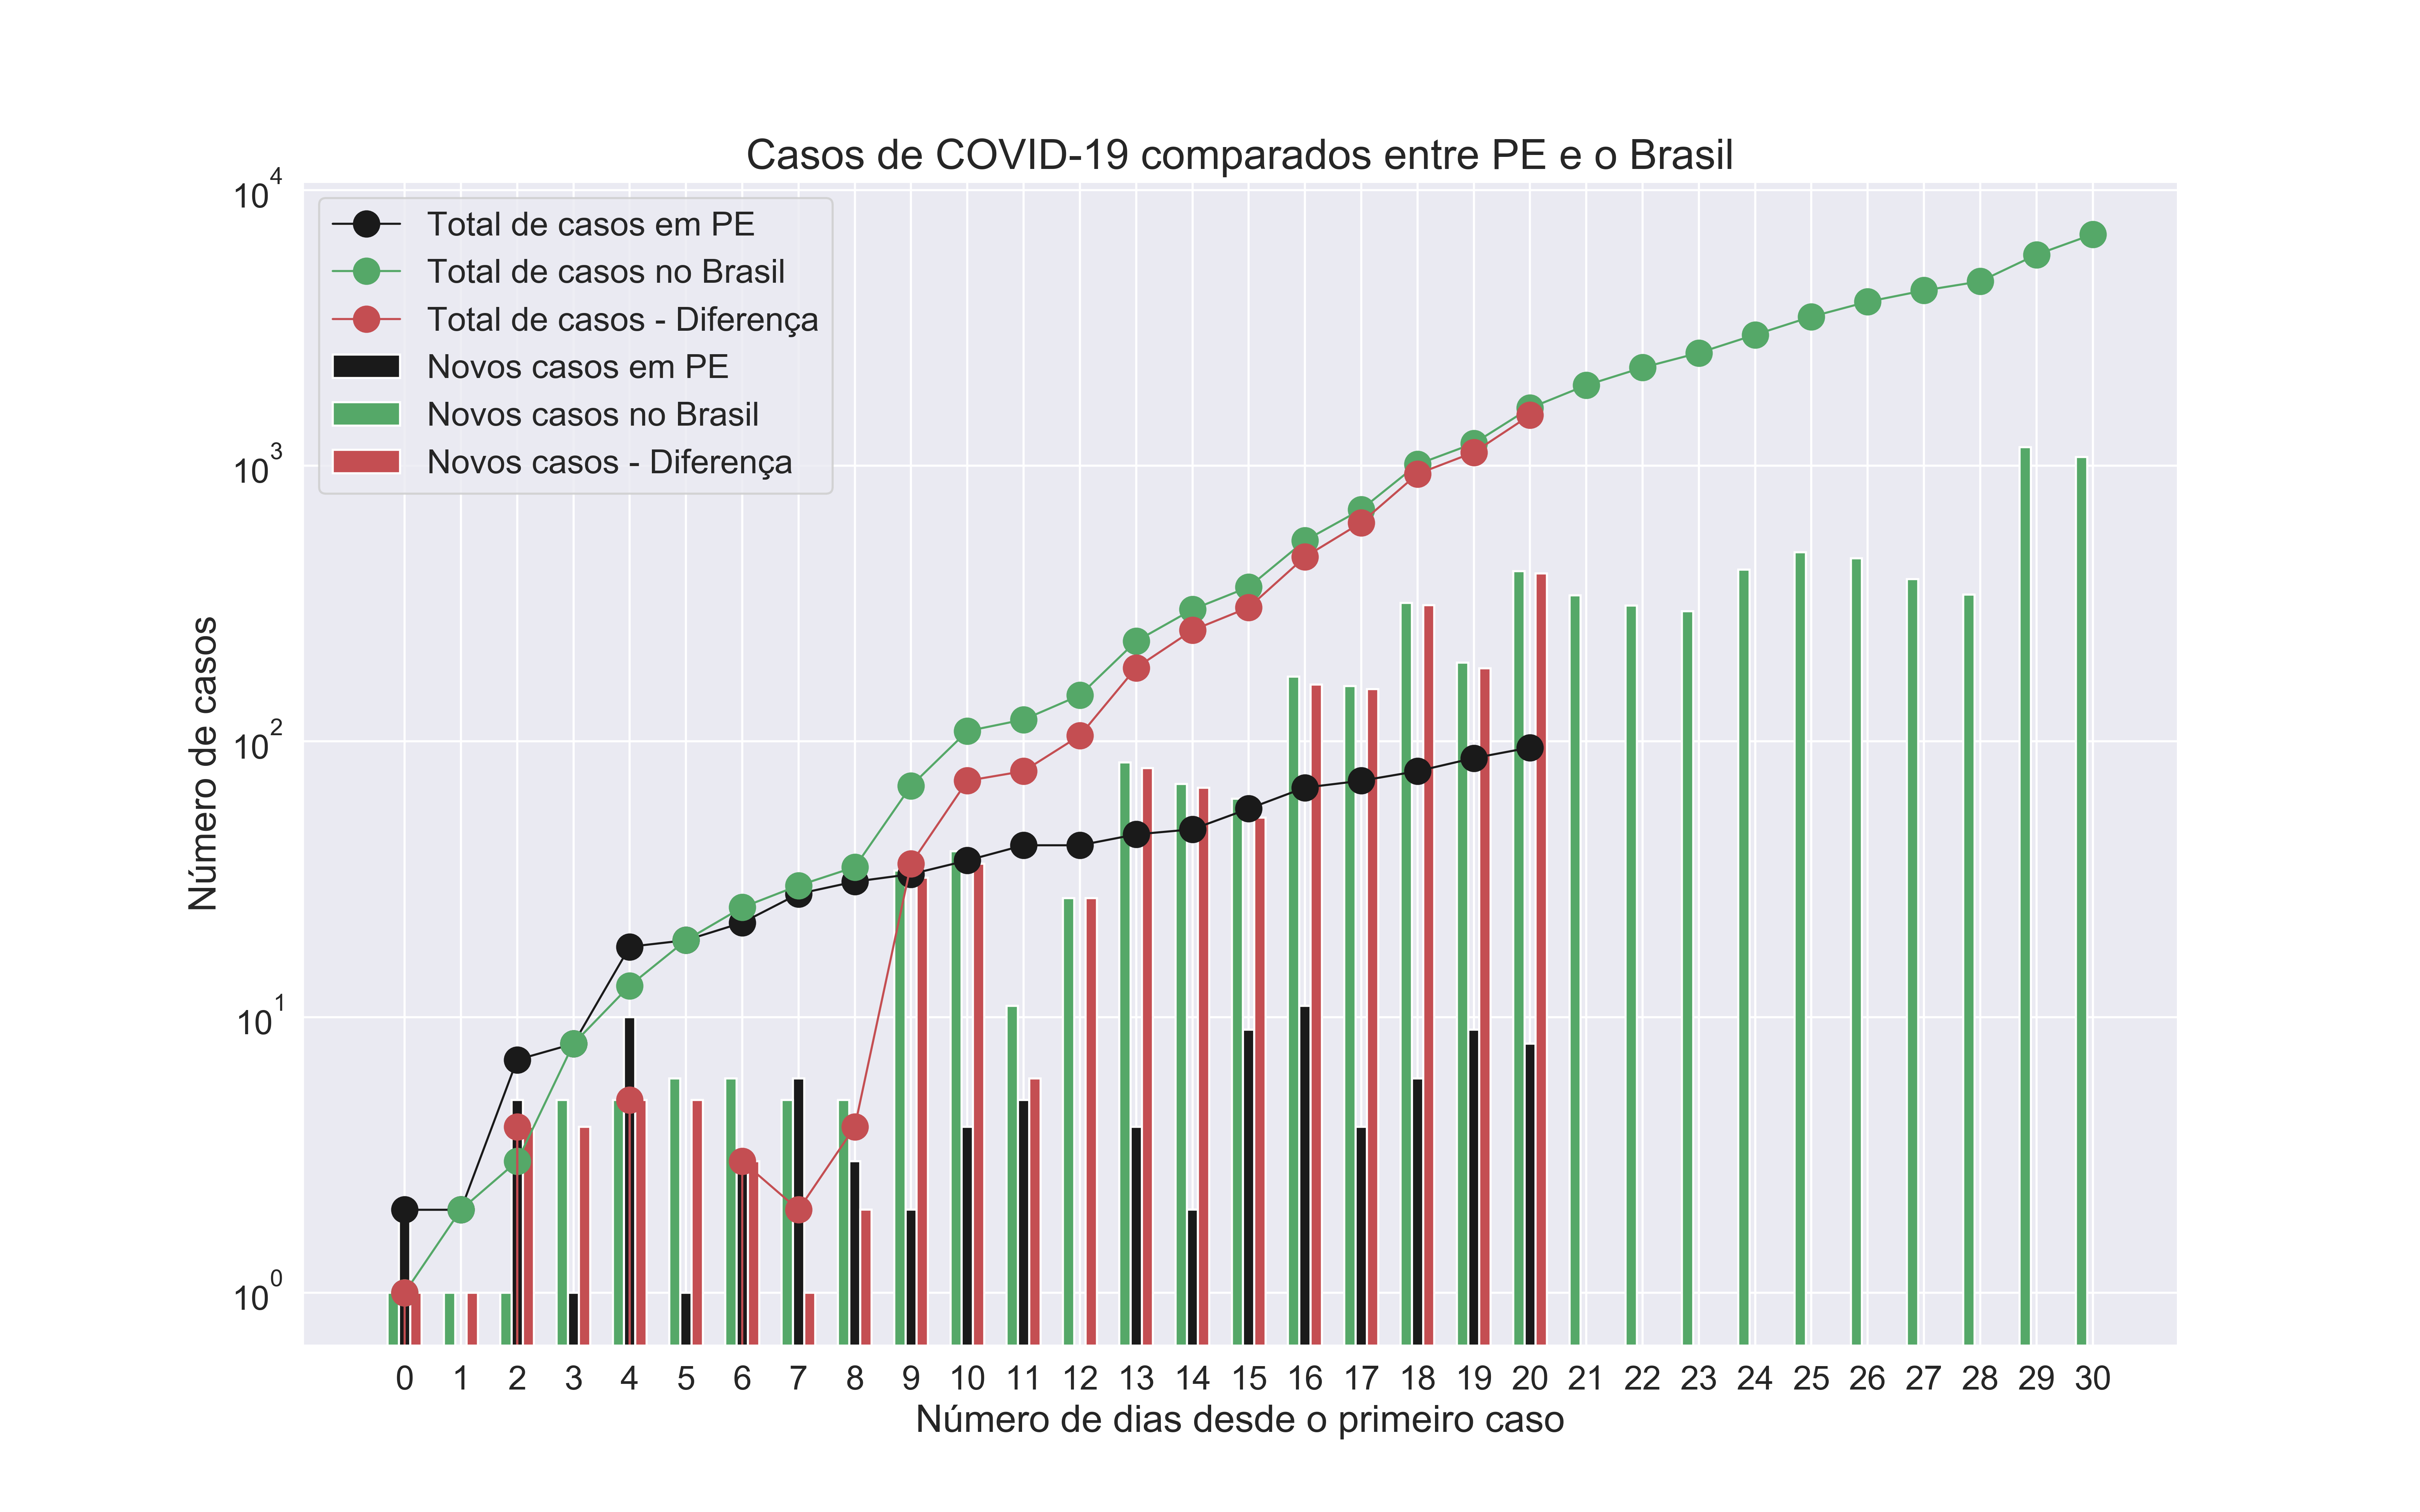 Casos de COVID-19 comparados entre PE e o Brasil
Total de casos em PE
Total de casos no Brasil
Total de casos - Diferença
Novos casos em PE
Novos casos no Brasil
Novos casos - Diferença
Número de casos
10^4
10^3
10^2
10^1
10^0
0 1 2 3 4 5 6 7 8 9 10 11 12 13 14 15 16 17 18 19 20 21 22 23 24 25 26 27 28 29 30
Número de dias desde o primeiro caso